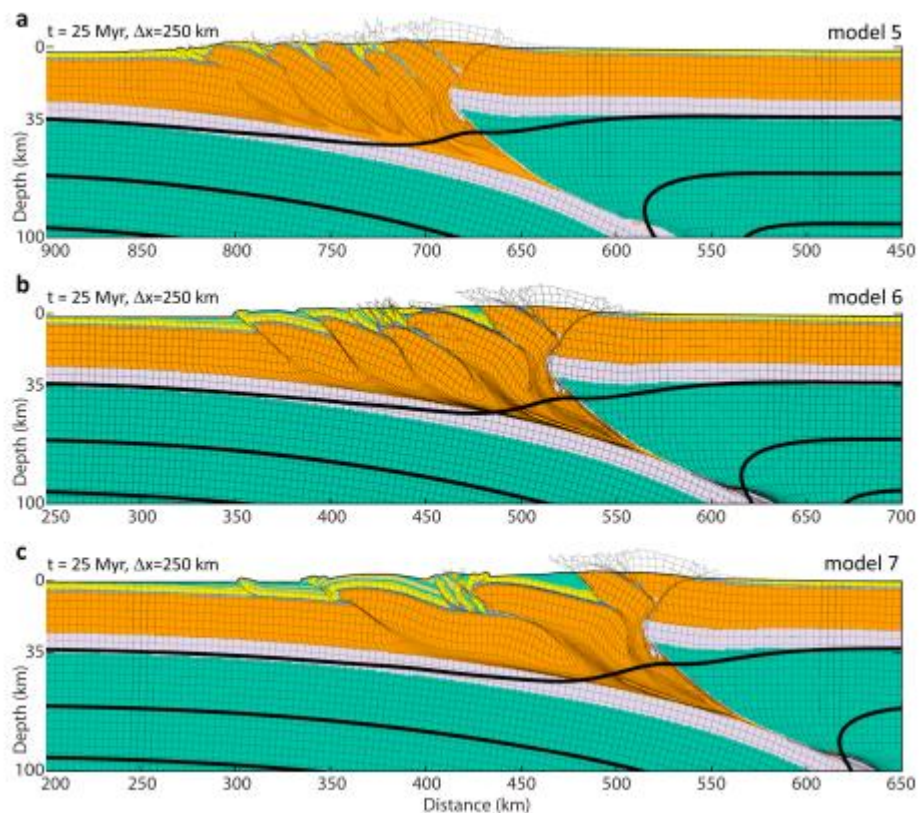 a
t = 25 Myr, Δx=250 km
model 5
0
35
100
Depth (km)
900 800 750 700 650 600 550 500 450
b
t = 25 Myr, Δx=250 km
model 6
0
35
100
Depth (km)
250 300 350 400 450 500 550 600 650 700
c
t = 25 Myr, Δx=250 km
model 7
0
35
100
Depth (km)
200 250 300 350 400 450 500 550 600 650
Distance (km)